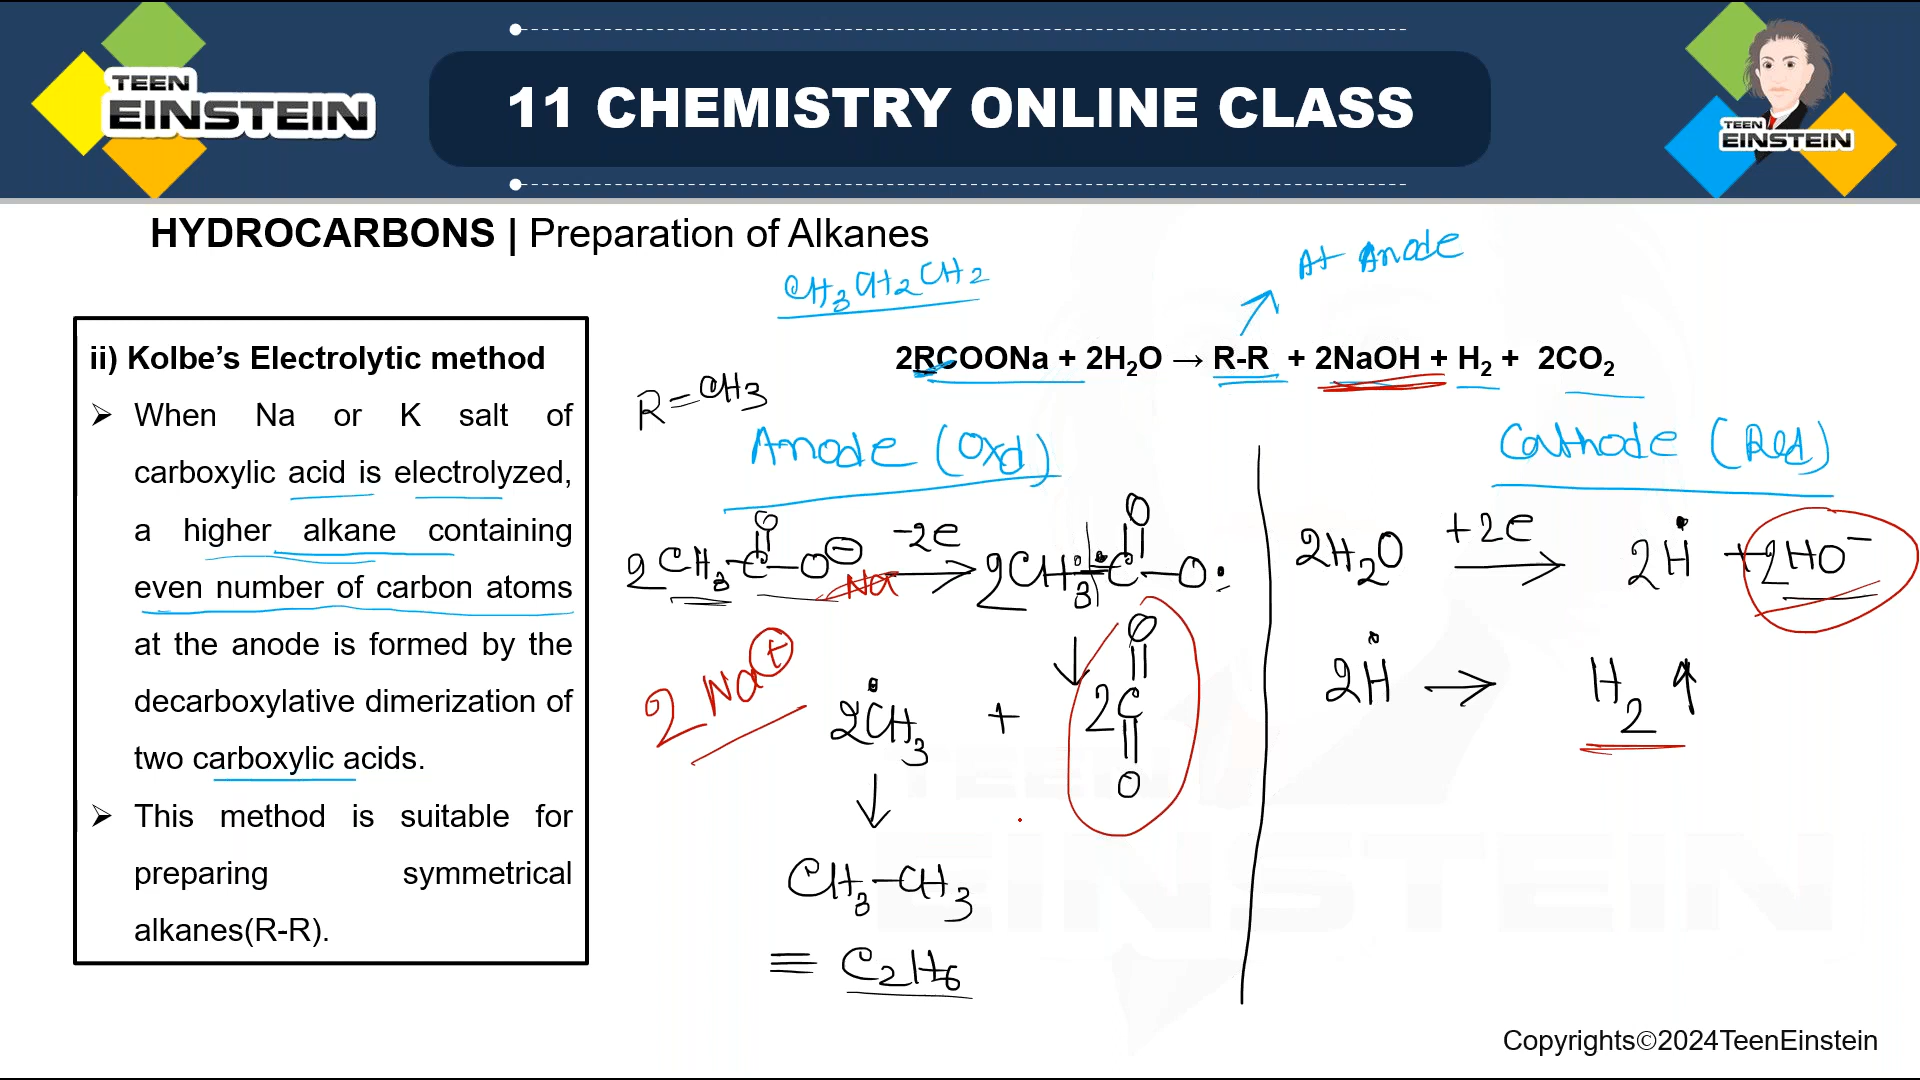 TEEN
EINSTEIN
11 CHEMISTRY ONLINE CLASS
TEEN
EINSTEIN
HYDROCARBONS | Preparation of Alkanes
At Anode
CH₃CH₂CH₂
ii) Kolbe’s Electrolytic method
➢ When Na or K salt of
carboxylic acid is electrolyzed,
a higher alkane containing
even number of carbon atoms
at the anode is formed by the
decarboxylative dimerization of
two carboxylic acids.
➢ This method is suitable for
preparing symmetrical
alkanes(R-R).
2RCOONa + 2H₂O → R-R + 2NaOH + H₂ + 2CO₂
R=CH₃
Anode (Oxd)
O
2CH₃-C-O⊖ Na
-2e
→
O
2CH₃-C-O:
2Na⊕
2CH₃ +
O
2C
O
CH₃-CH₃
≡ C₂H₆
Cathode (Red)
2H₂O +2e → 2H + 2HO⁻
2H → H₂ ↑
TEEN
EINSTEIN
Copyrights©2024TeenEinstein